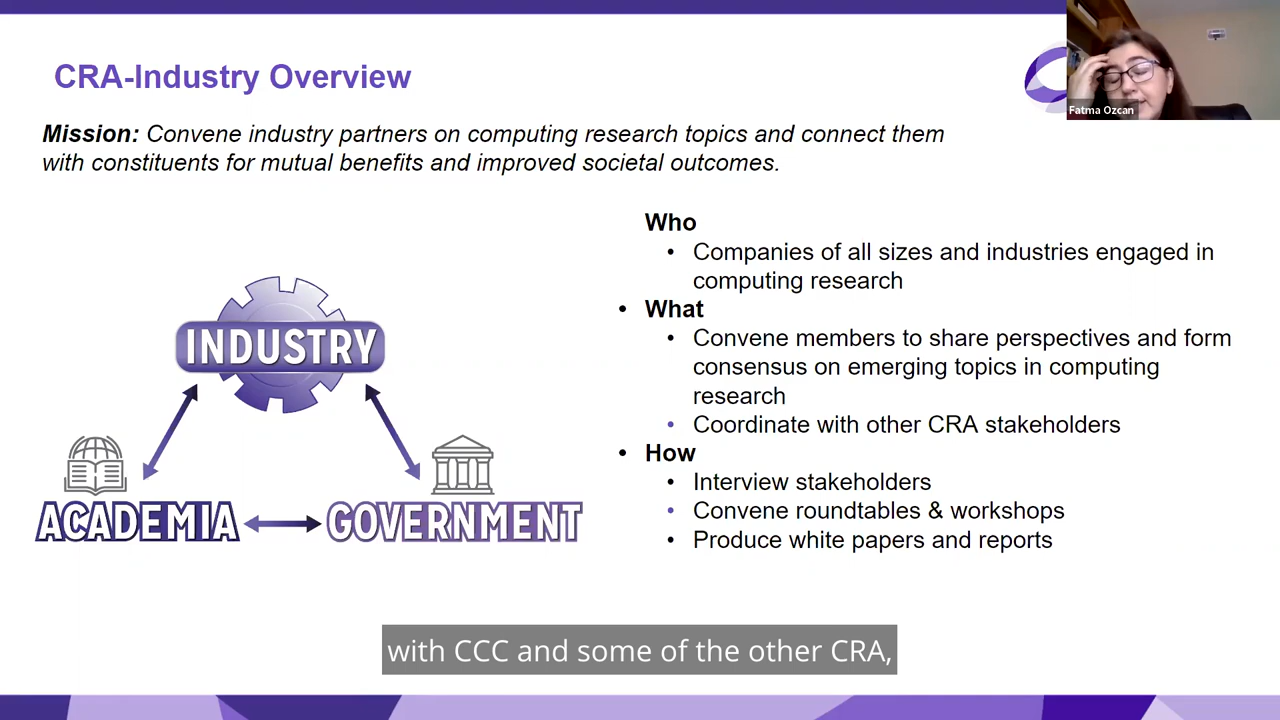 CRA-Industry Overview
Fatma Ozcan
Mission: Convene industry partners on computing research topics and connect them
with constituents for mutual benefits and improved societal outcomes.
INDUSTRY
ACADEMIA
GOVERNMENT
Who
• Companies of all sizes and industries engaged in
computing research
• What
• Convene members to share perspectives and form
consensus on emerging topics in computing
research
• Coordinate with other CRA stakeholders
• How
• Interview stakeholders
• Convene roundtables & workshops
• Produce white papers and reports
with CCC and some of the other CRA,